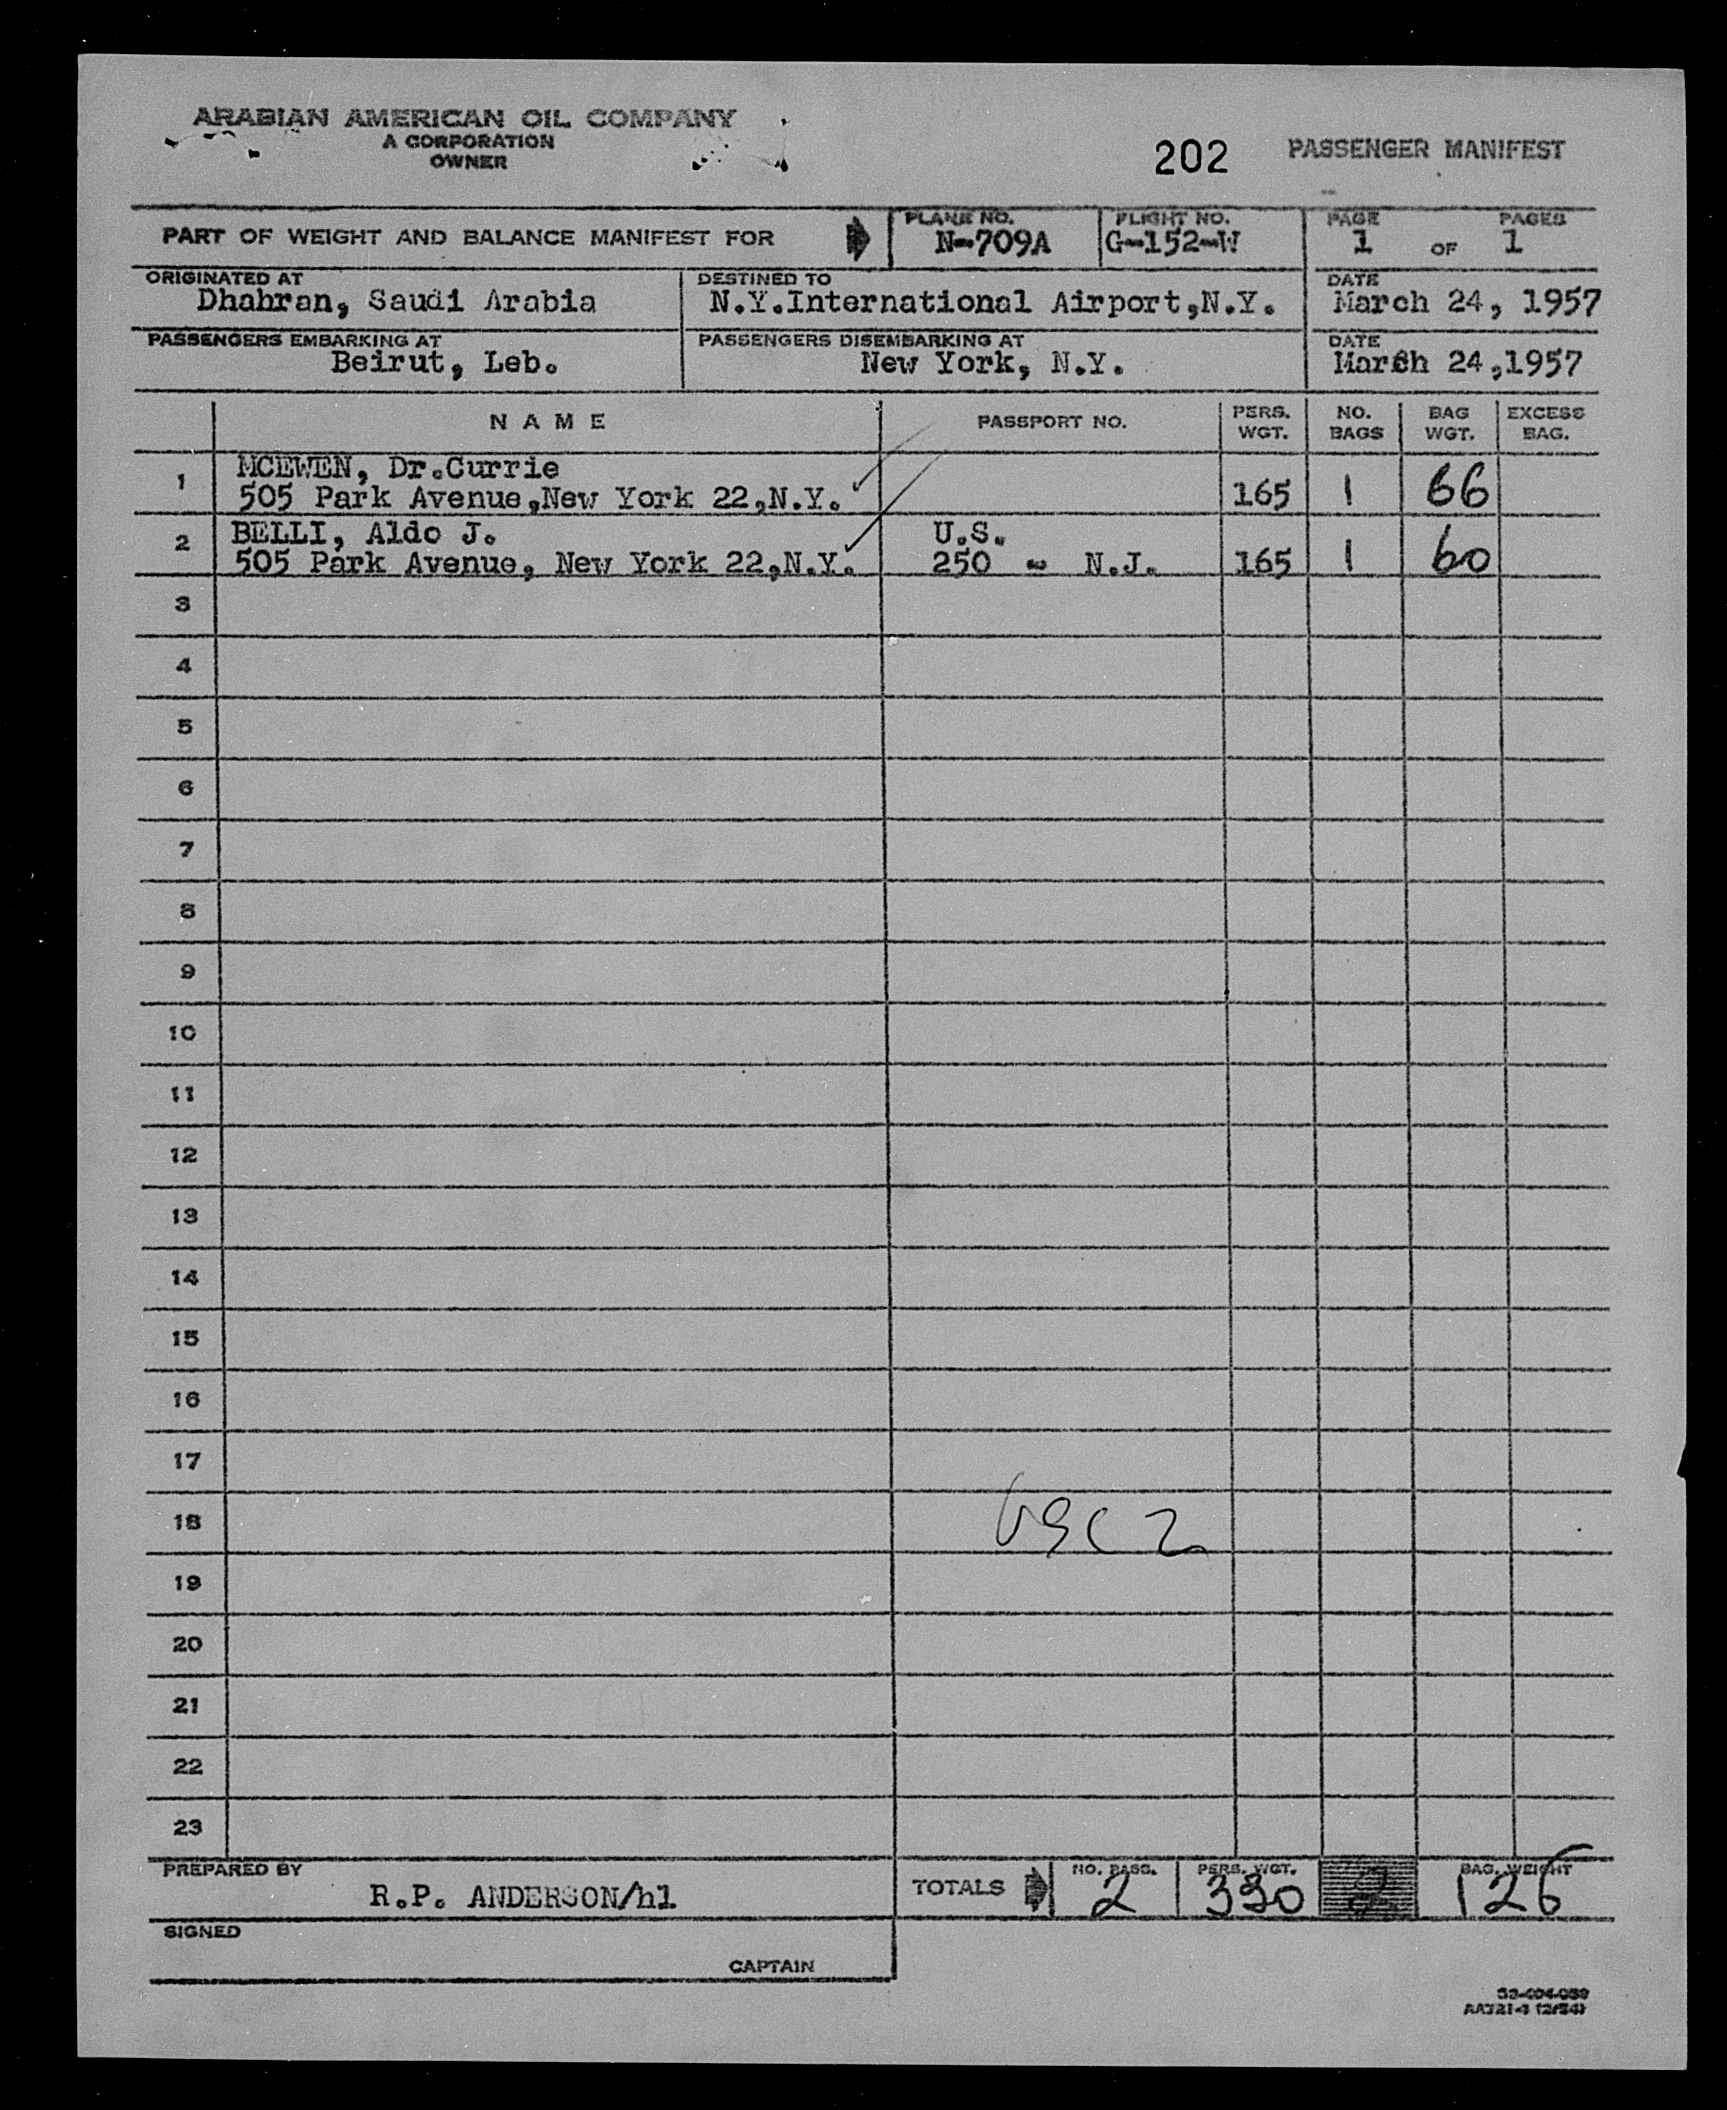 ARABIAN AMERICAN OIL COMPANY
A CORPORATION
OWNER
202 PASSENGER MANIFEST
PART OF WEIGHT AND BALANCE MANIFEST FOR
PLANE NO.
N-709A
FLIGHT NO.
G-152-W
PAGE PAGES
1 OF 1
ORIGINATED AT
Dhahran, Saudi Arabia
DESTINED TO
N.Y.International Airport,N.Y.
DATE
March 24, 1957
PASSENGERS EMBARKING AT
Beirut, Leb.
PASSENGERS DISEMBARKING AT
New York, N.Y.
DATE
March 24,1957
NAME PASSPORT NO. PERS. WGT. NO. BAGS BAG WGT. EXCESS BAG.
1 MCEWEN, Dr.Currie
505 Park Avenue,New York 22,N.Y. 165 1 66
2 BELLI, Aldo J. U.S.
505 Park Avenue, New York 22,N.Y. 250 - N.J. 165 1 60
3
4
5
6
7
8
9
10
11
12
13
14
15
16
17
18 USC 2
19
20
21
22
23
PREPARED BY
R.P. ANDERSON/hl
TOTALS
NO. PASS.
2
PERS. WGT.
330
2
BAG. WEIGHT
126
SIGNED
CAPTAIN